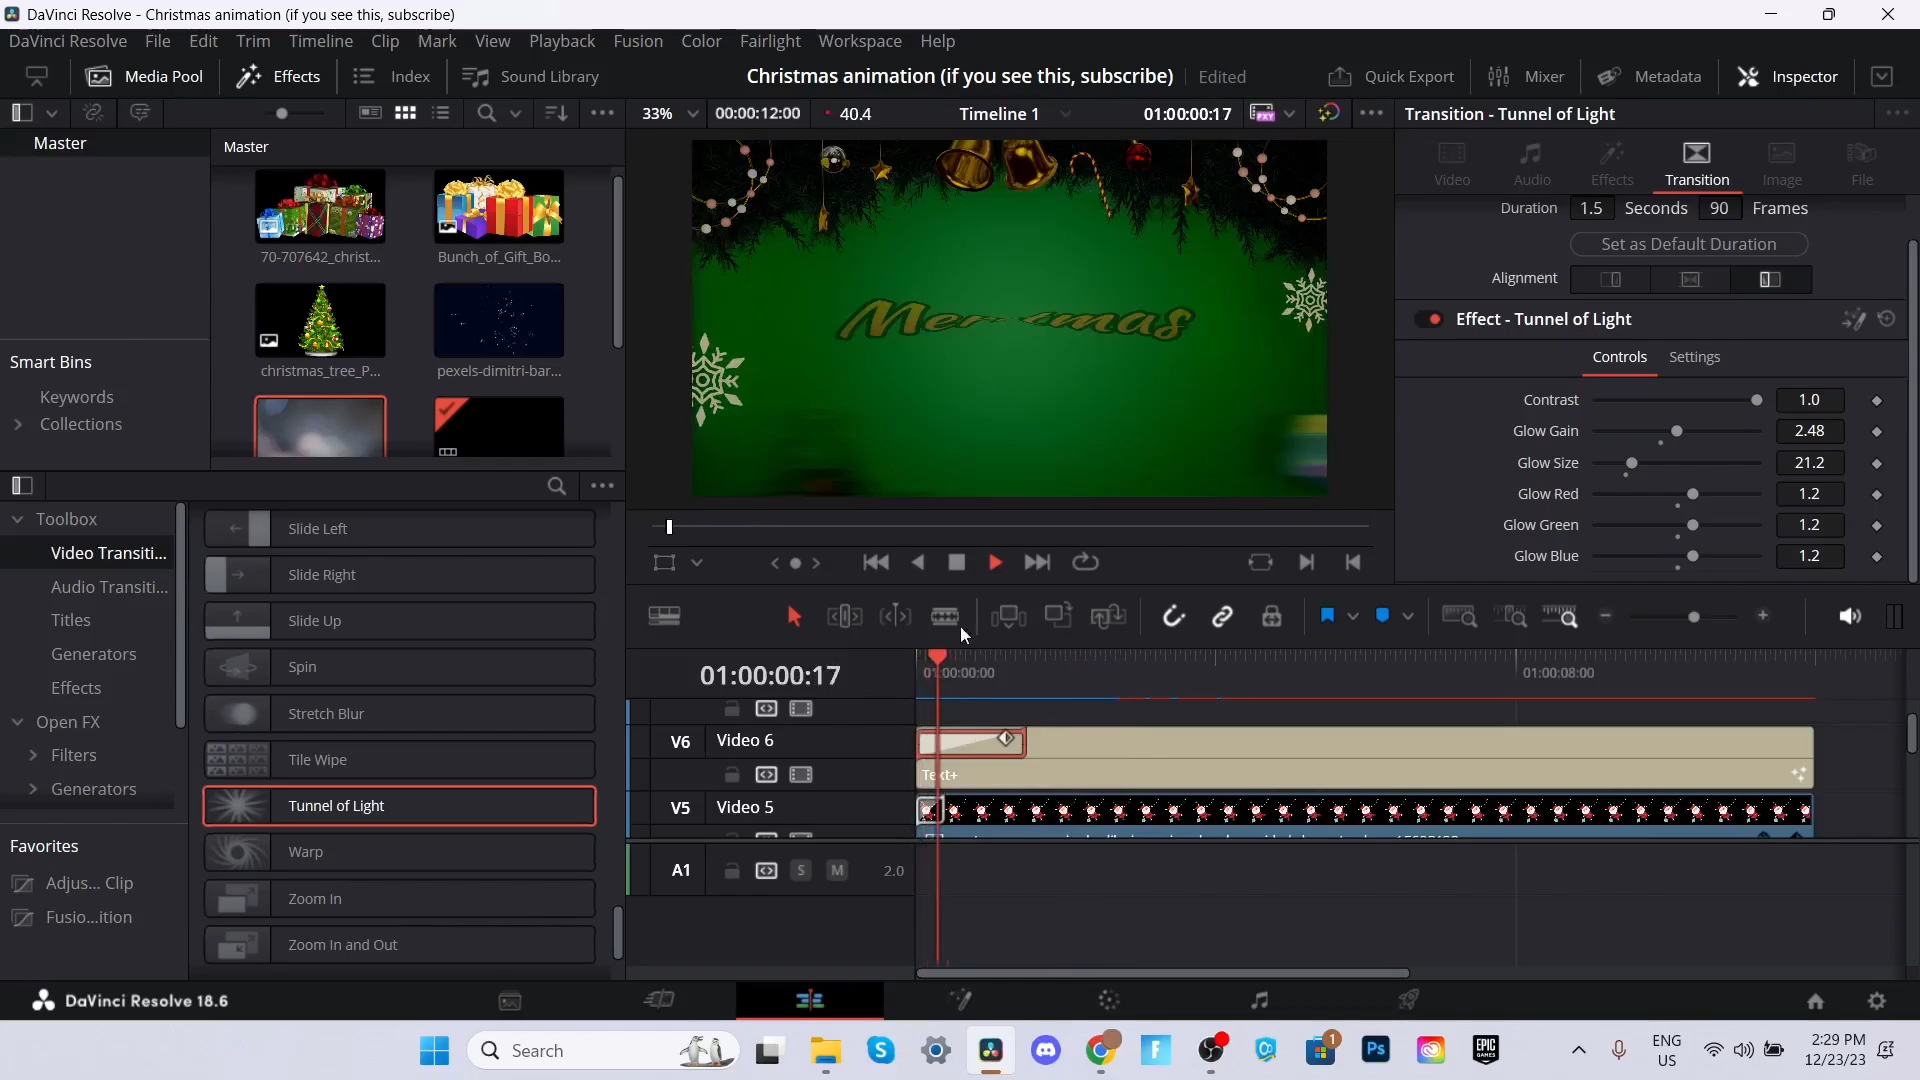 DaVinci Resolve - Christmas animation (if you see this, subscribe)
DaVinci Resolve File Edit Trim Timeline Clip Mark View Playback Fusion Color Fairlight Workspace Help
Media Pool Effects Index Sound Library Christmas animation (if you see this, subscribe) Edited Quick Export Mixer Metadata Inspector
33% 00:00:12:00 40.4 Timeline 1 01:00:00:17 Transition - Tunnel of Light
Master Master
Video Audio Effects Transition Image File
Duration 1.5 Seconds 90 Frames
Set as Default Duration
70-707642_christ... Bunch_of_Gift_Bo...
Alignment
Effect - Tunnel of Light
Smart Bins
Controls Settings
christmas_tree_P... pexels-dimitri-bar...
Keywords
Collections
Contrast 1.0
Glow Gain 2.48
Glow Size 21.2
Glow Red 1.2
Glow Green 1.2
Glow Blue 1.2
Toolbox
Video Transiti...
Audio Transiti...
Titles
Generators
Effects
Open FX
Filters
Generators
Favorites
Adjus... Clip
Fusio...ition
Slide Left
Slide Right
Slide Up
Spin
Stretch Blur
Tile Wipe
Tunnel of Light
Warp
Zoom In
Zoom In and Out
01:00:00:17 01:00:00:00 01:00:08:00
V6 Video 6
Text+
V5 Video 5
A1 S M 2.0
DaVinci Resolve 18.6
Search
S
F
1
Ps
EPIC
GAMES
ENG
US
2:29 PM
12/23/23